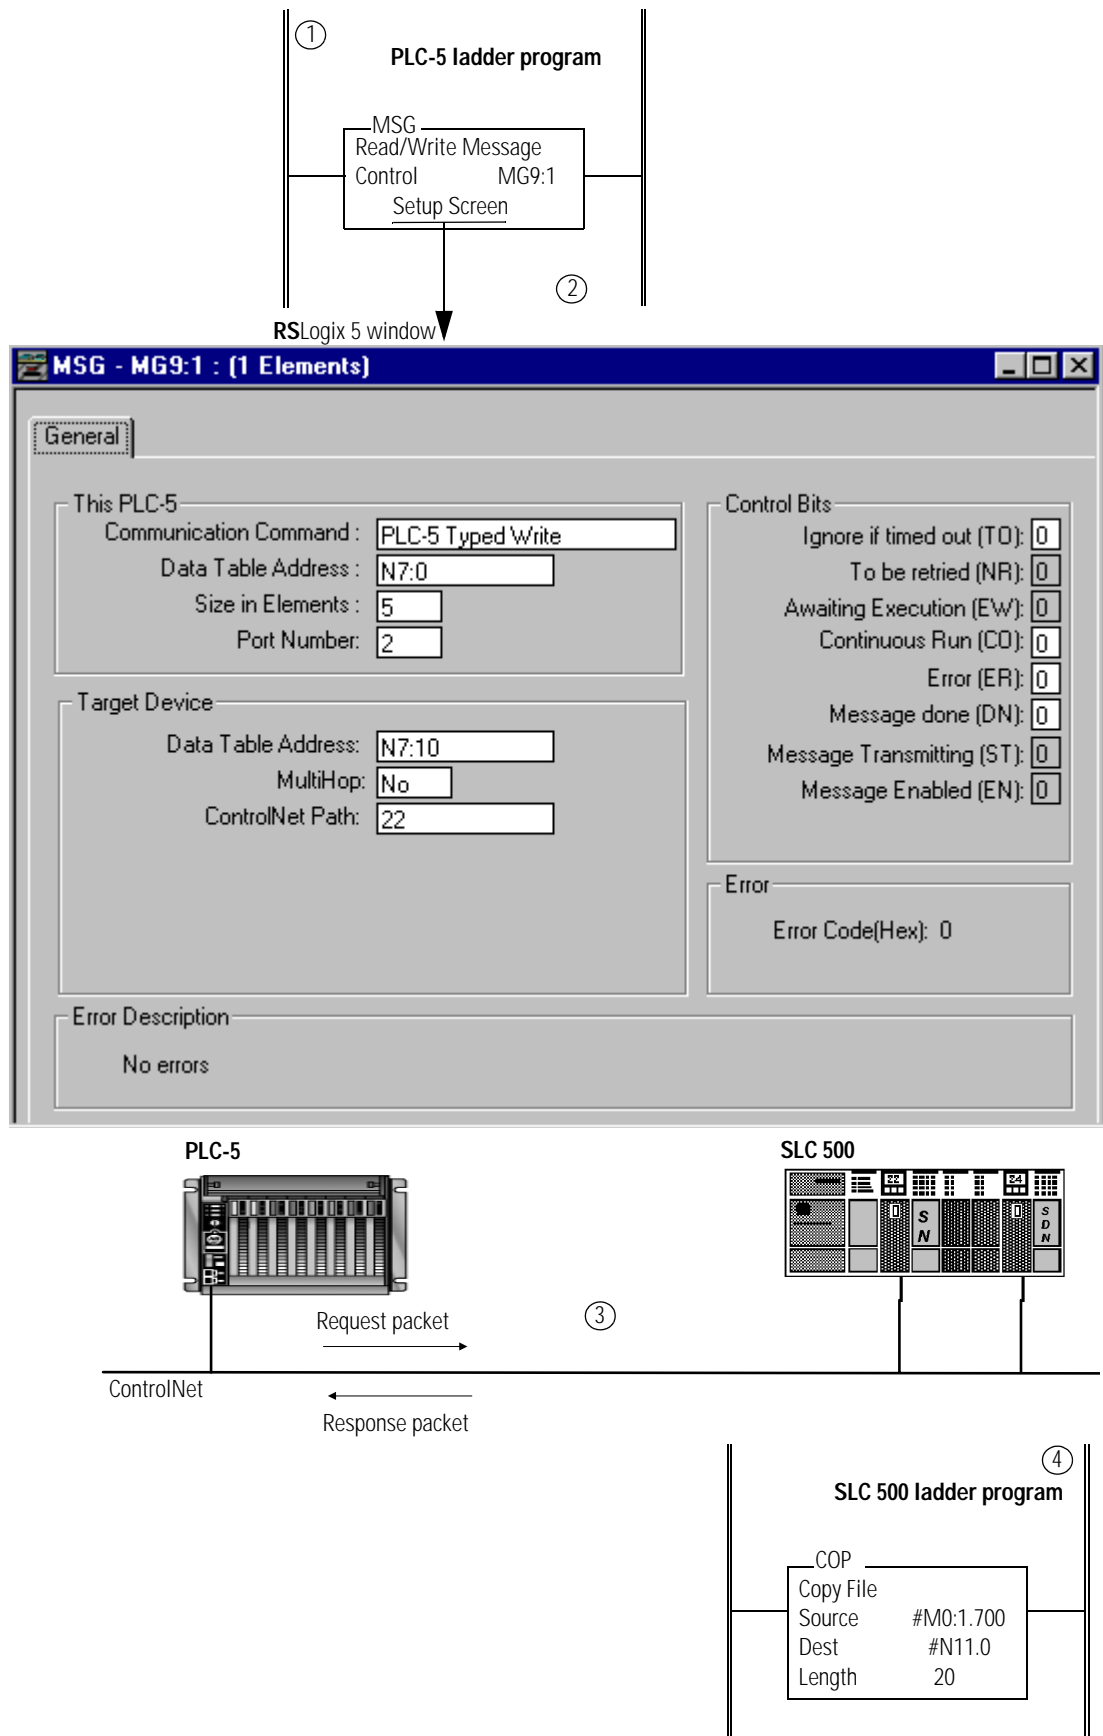 1
PLC-5 ladder program
MSG
Read/Write Message
Control MG9:1
Setup Screen
2
RSLogix 5 window
MSG - MG9:1 : (1 Elements)
General
This PLC-5
Communication Command : PLC-5 Typed Write
Data Table Address : N7:0
Size in Elements : 5
Port Number: 2
Target Device
Data Table Address: N7:10
MultiHop: No
ControlNet Path: 22
Control Bits
Ignore if timed out (TO): 0
To be retried (NR): 0
Awaiting Execution (EW): 0
Continuous Run (CO): 0
Error (ER): 0
Message done (DN): 0
Message Transmitting (ST): 0
Message Enabled (EN): 0
Error
Error Code(Hex): 0
Error Description
No errors
PLC-5
SLC 500
22
24
S
N
S
D
N
Request packet
3
ControlNet
Response packet
4
SLC 500 ladder program
COP
Copy File
Source #M0:1.700
Dest #N11.0
Length 20